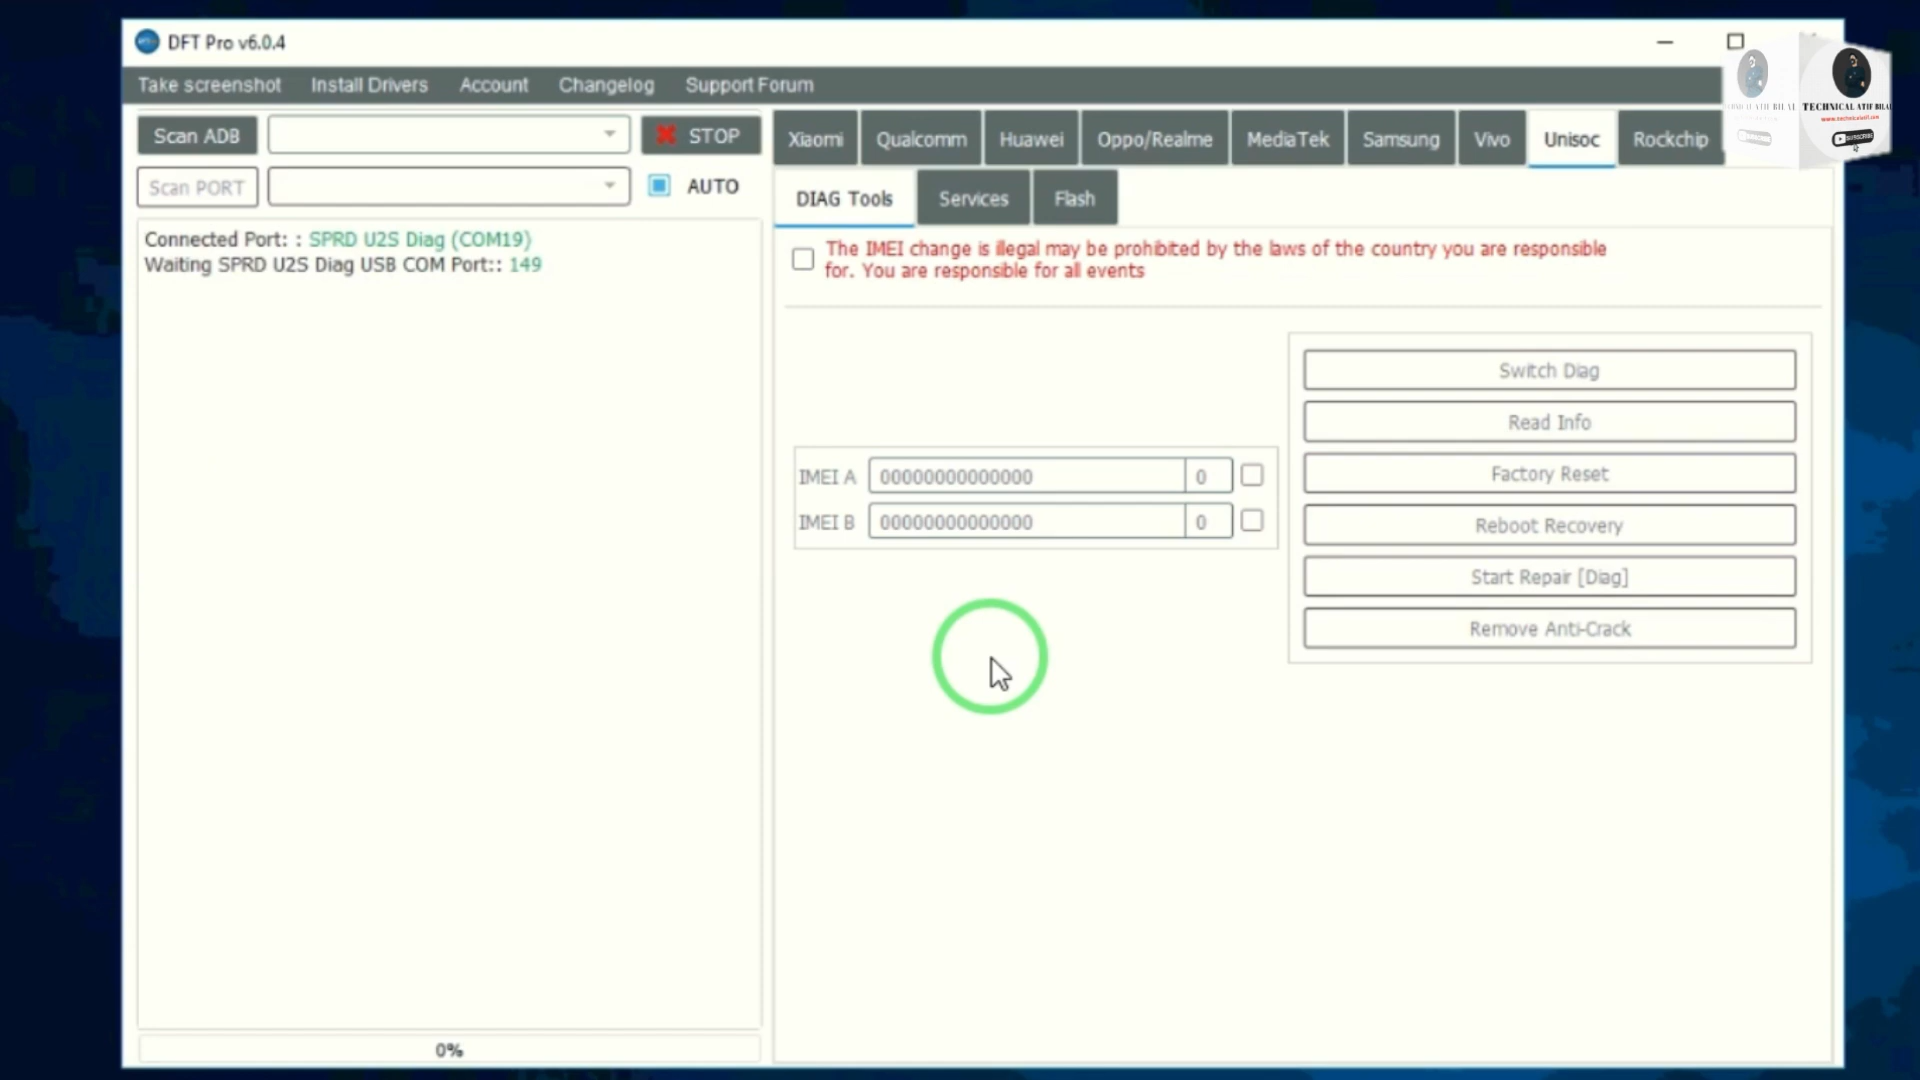 DFT Pro v6.0.4
Take screenshot Install Drivers Account Changelog Support Forum
TECHNICAL ATIF BILAL
www.technicalatif.com
SUBSCRIBE
Scan ADB
STOP
Scan PORT
AUTO
Connected Port: : SPRD U2S Diag (COM19)
Waiting SPRD U2S Diag USB COM Port:: 149
0%
Xiaomi Qualcomm Huawei Oppo/Realme MediaTek Samsung Vivo Unisoc Rockchip
DIAG Tools Services Flash
The IMEI change is illegal may be prohibited by the laws of the country you are responsible
for. You are responsible for all events
IMEI A 00000000000000 0
IMEI B 00000000000000 0
Switch Diag
Read Info
Factory Reset
Reboot Recovery
Start Repair [Diag]
Remove Anti-Crack